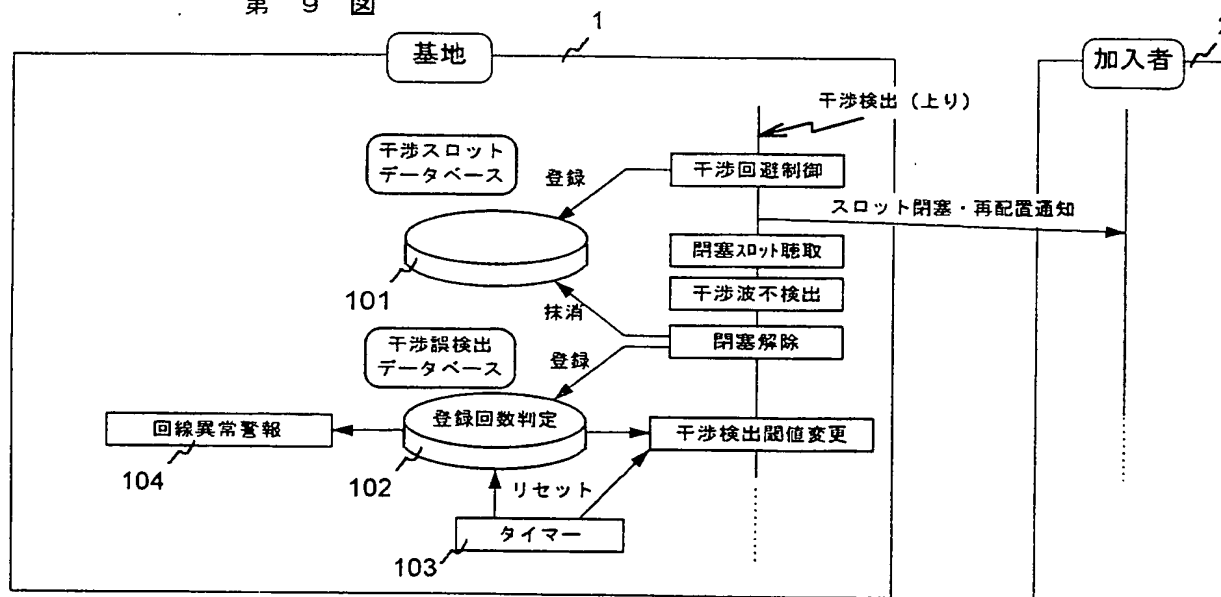 第 9 図
基地
1
加入者
2
干渉検出 (上り)
干渉スロット
データベース
登録
干渉回避制御
スロット閉塞・再配置通知
閉塞スロット聴取
101
干渉波不検出
抹消
干渉誤検出
データベース
登録
閉塞解除
回線異常警報
登録回数判定
干渉検出閾値変更
104
102
リセット
タイマー
103